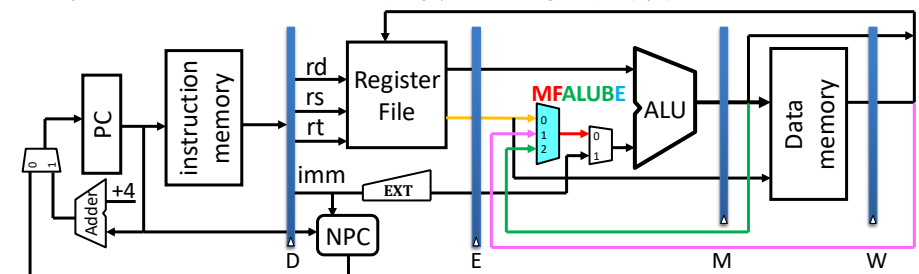 PC
instruction
memory
rd
rs
rt
Register
File
MFALUBE
0
1
2
0
1
ALU
Data
memory
0
1
Adder
+4
imm
EXT
NPC
D
E
M
W